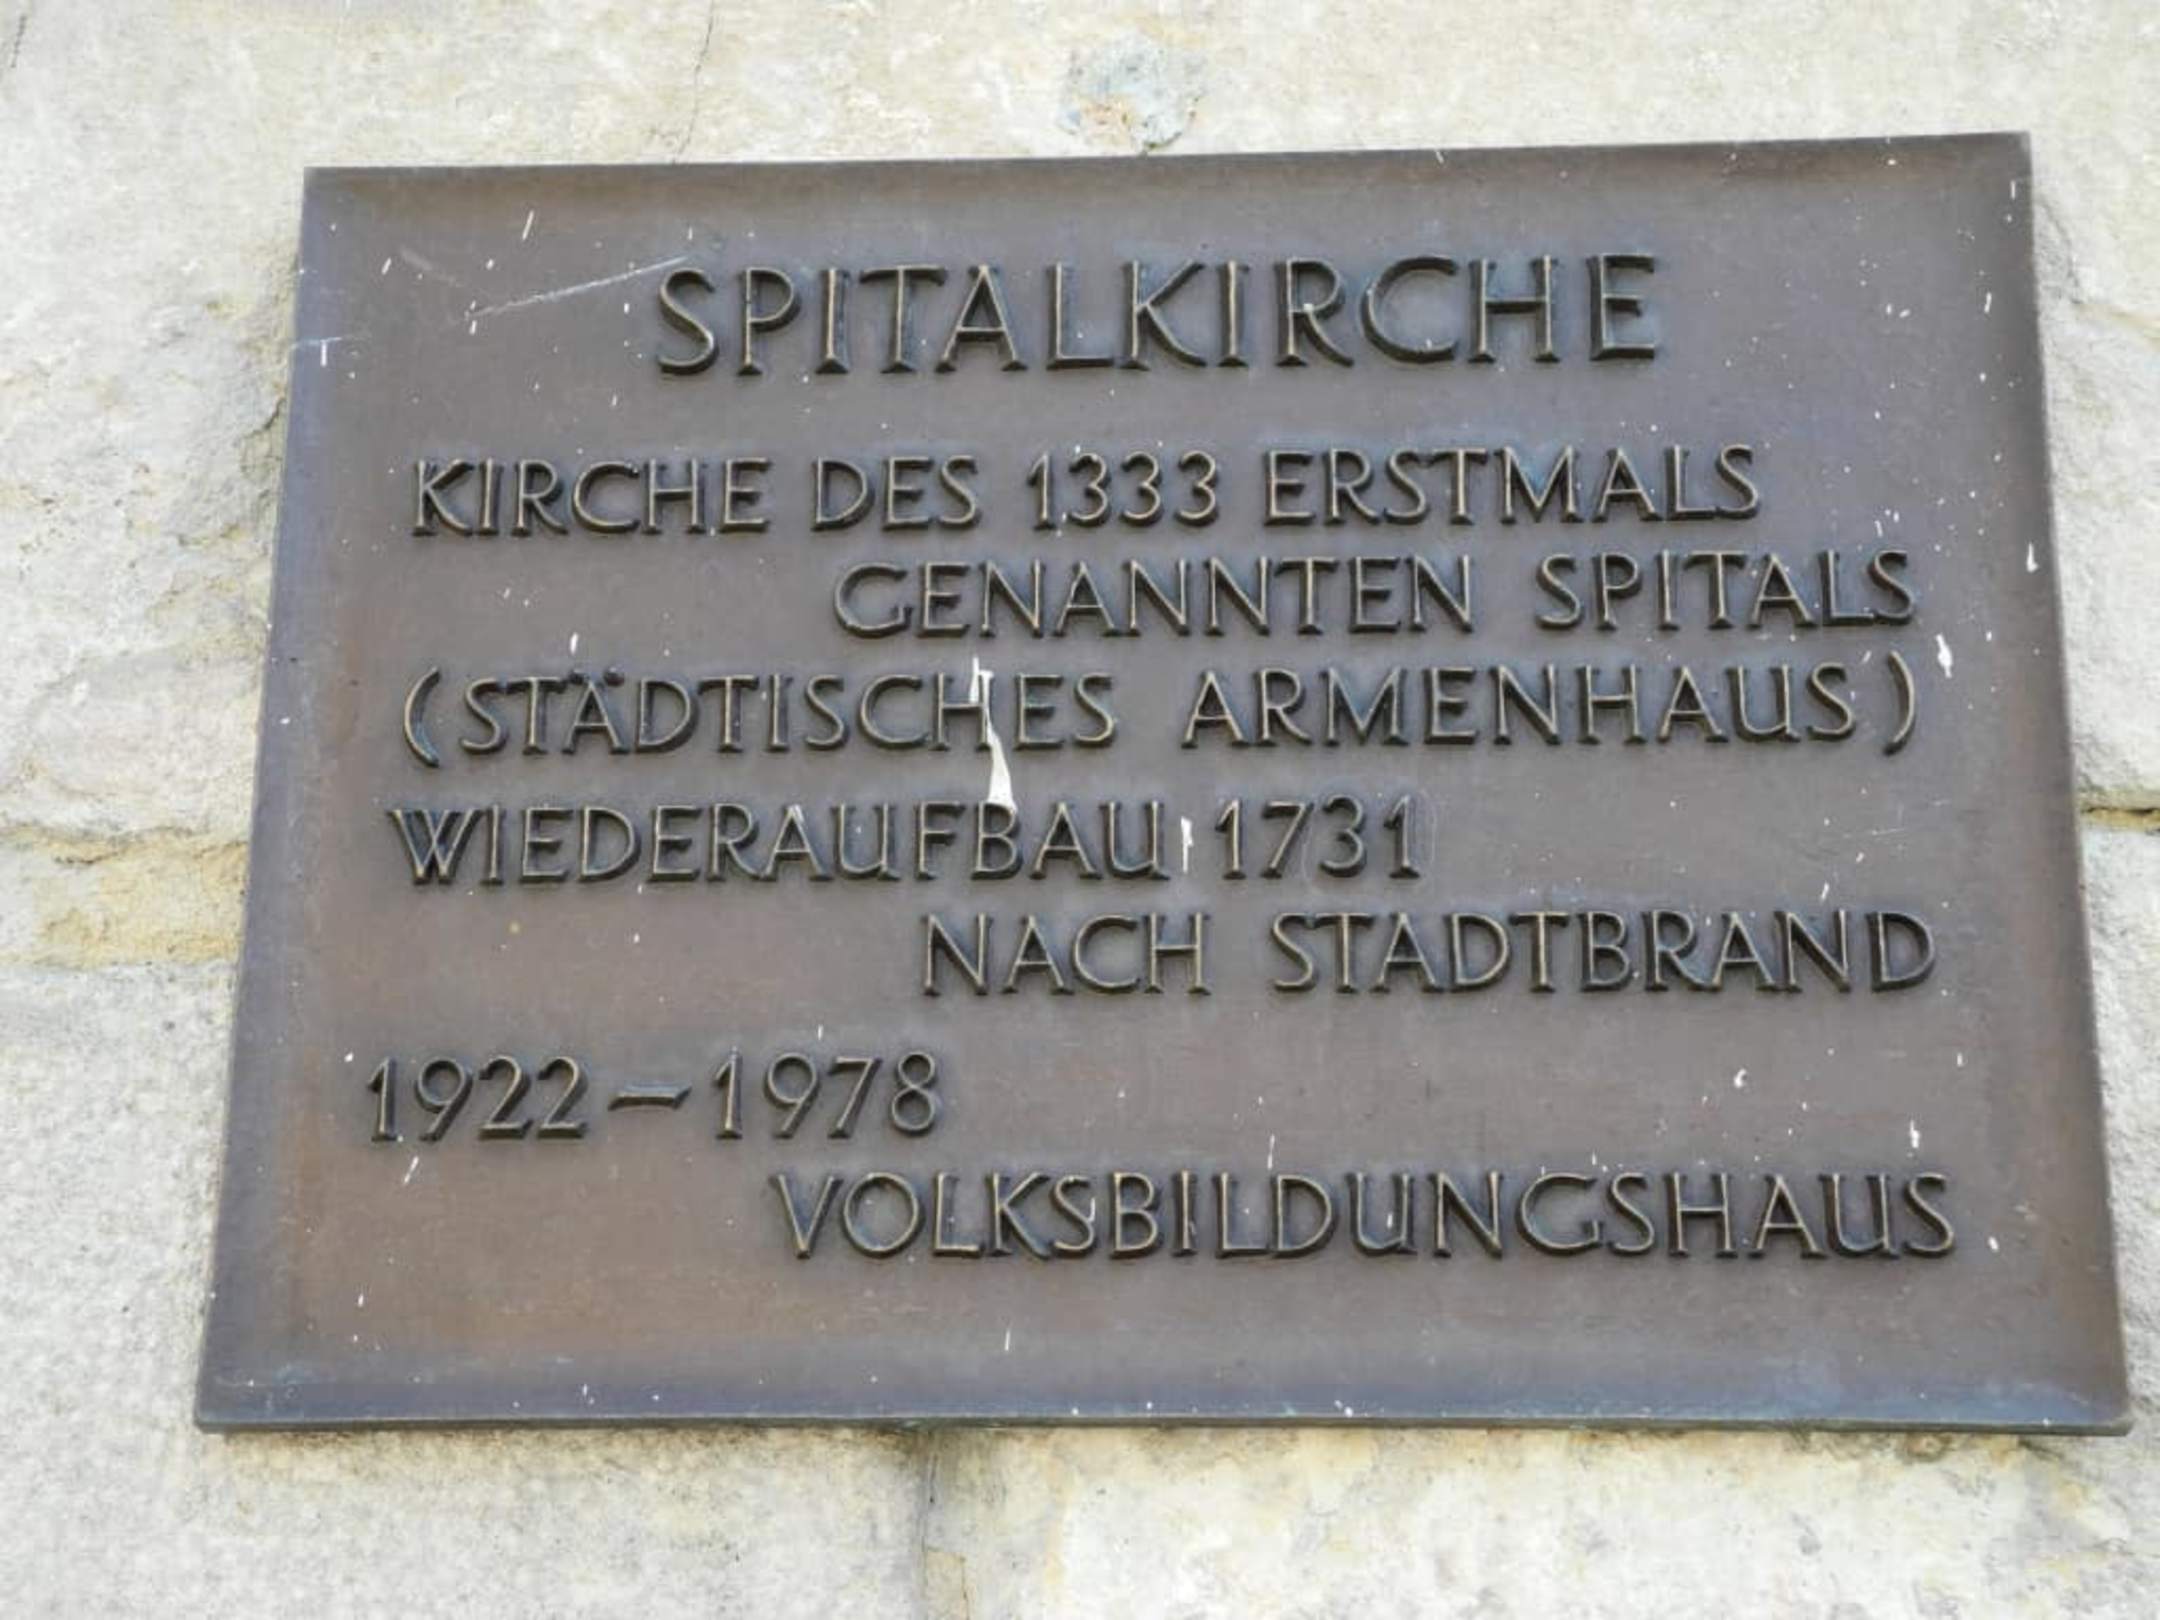 SPITALKIRCHE
KIRCHE DES 1333 ERSTMALS
GENANNTEN SPITALS
(STÄDTISCHES ARMENHAUS)
WIEDERAUFBAU 1731
NACH STADTBRAND
1922–1978
VOLKSBILDUNGSHAUS